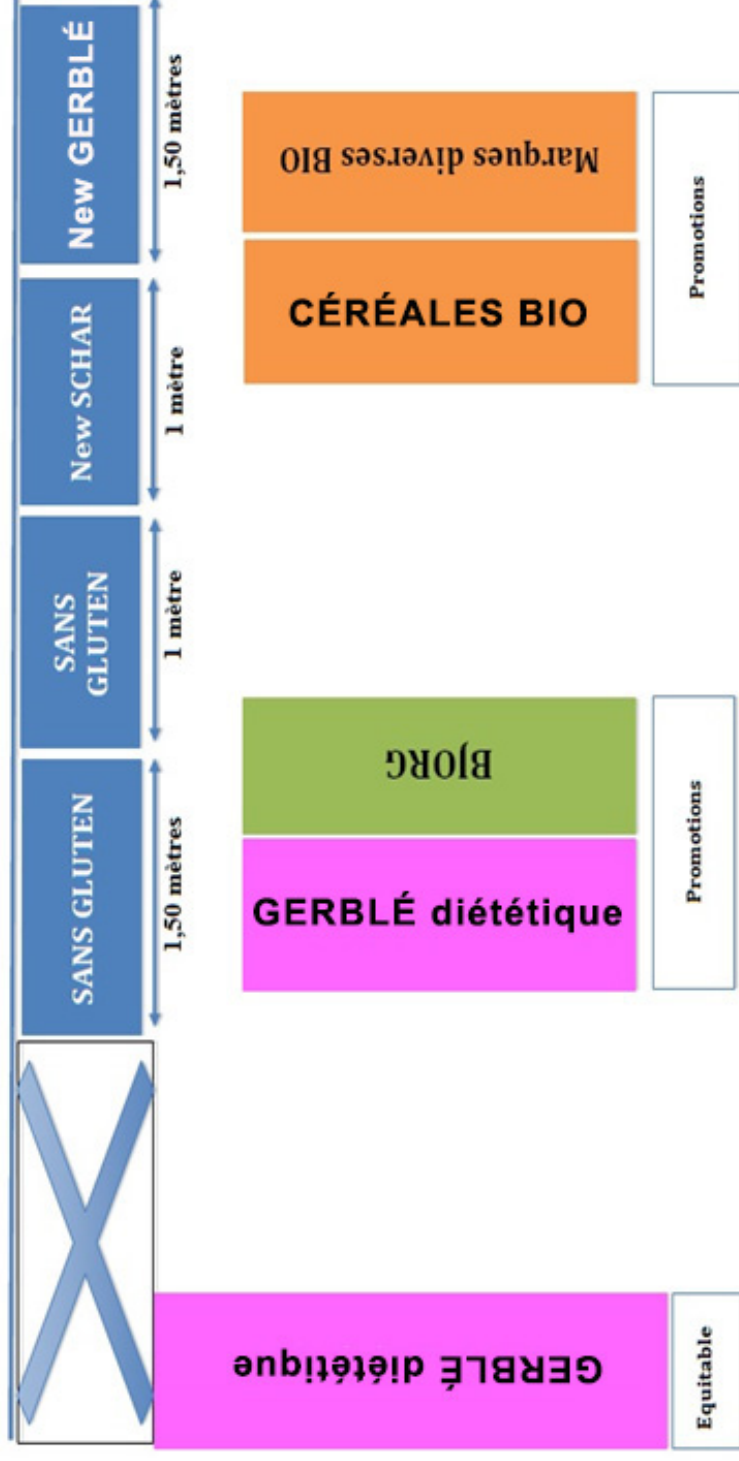 New GERBLÉ
1,50 mètres
New SCHAR
1 mètre
SANS
GLUTEN
1 mètre
SANS GLUTEN
1,50 mètres
Marques diverses BIO
CÉRÉALES BIO
Promotions
BJORG
GERBLÉ diététique
Promotions
GERBLÉ diététique
Equitable